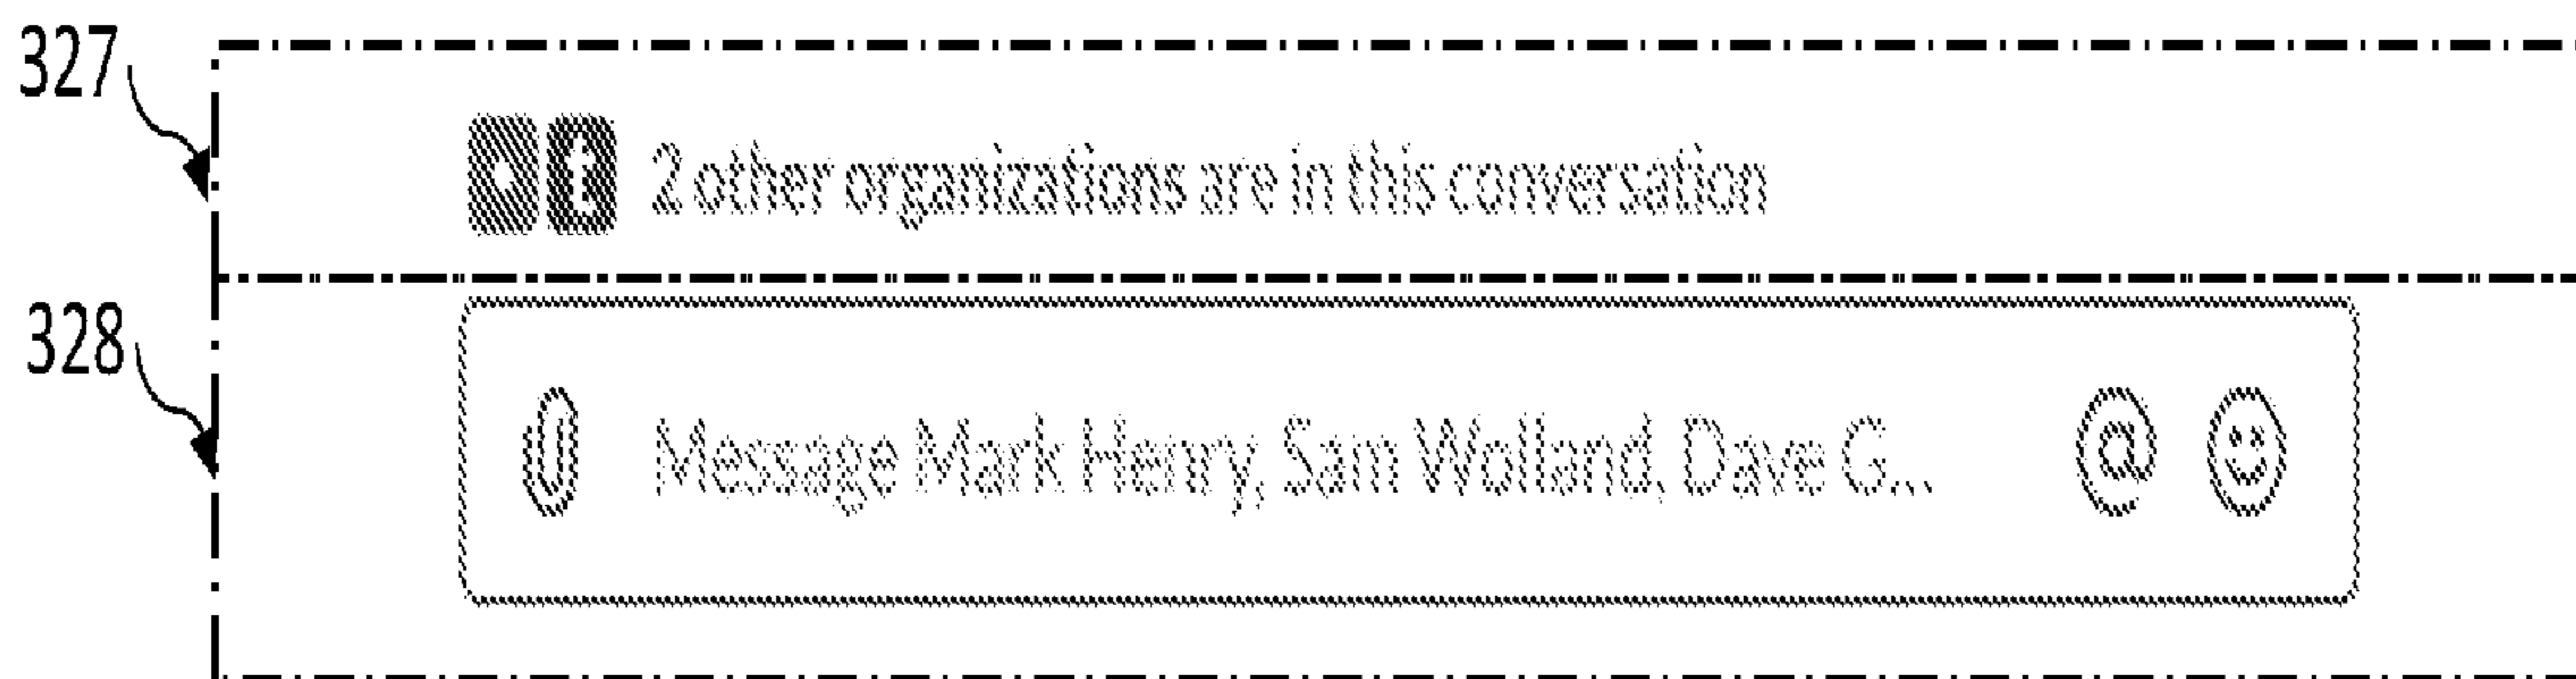 327
t 2 other organizations are in this conversation
328
Message Mark Henry, Sam Wolland, Dave G... @